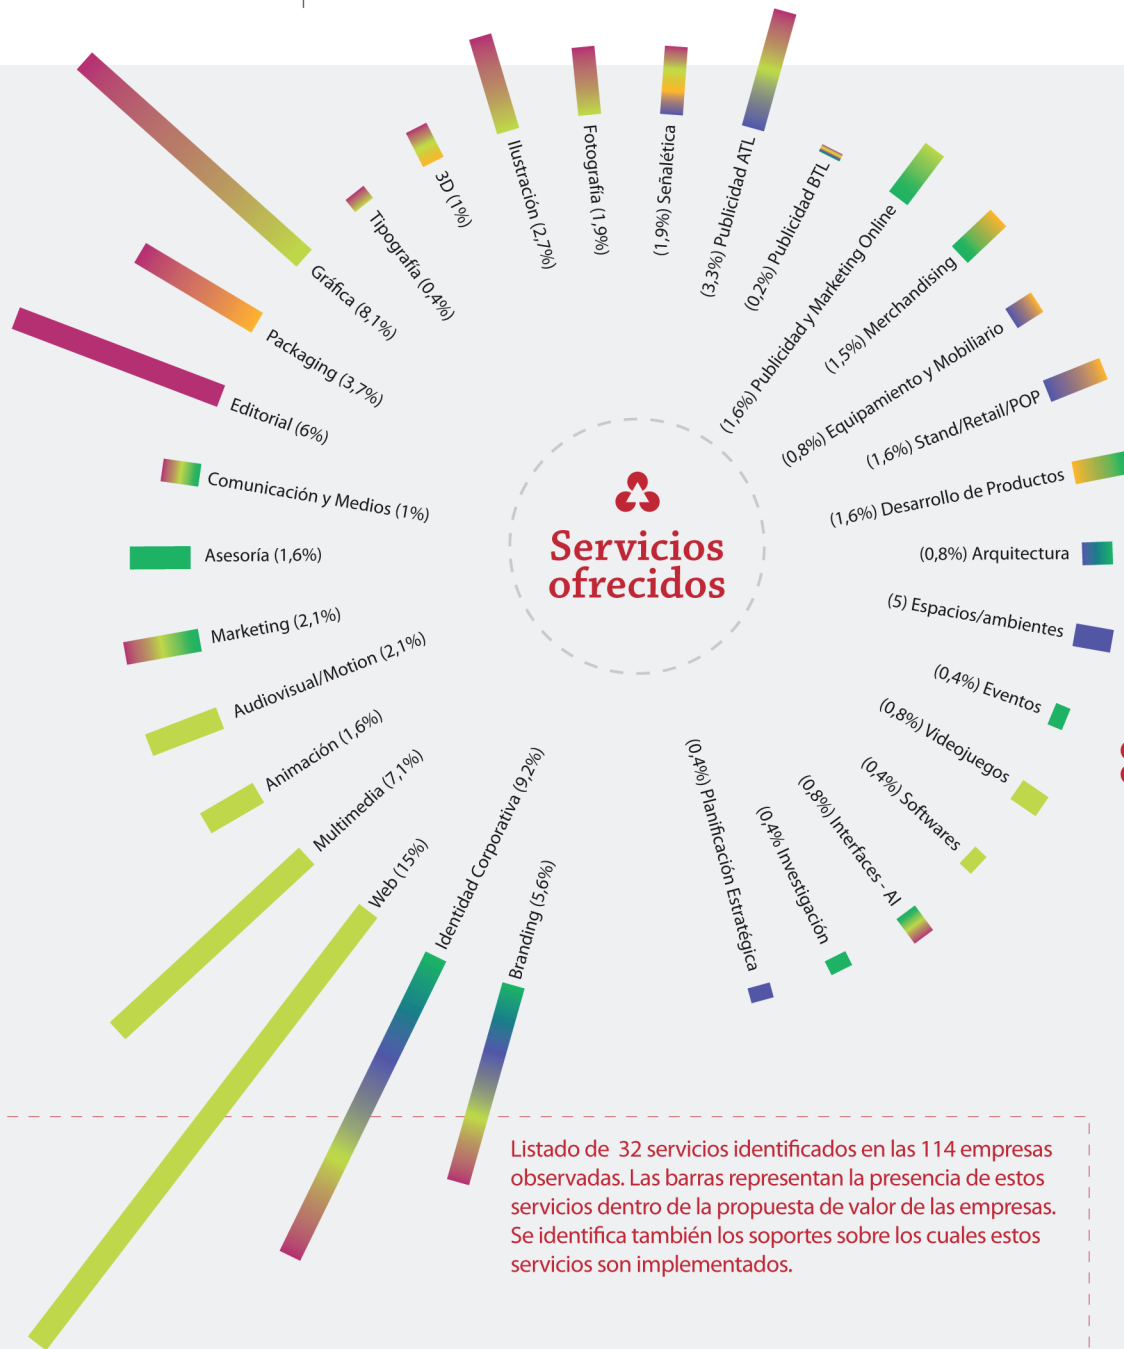 Servicios
ofrecidos
Tipografía (0,4%)
3D (1%)
Ilustración (2,7%)
Fotografía (1,9%)
(1,9%) Señalética
(3,3%) Publicidad ATL
(0,2%) Publicidad BTL
(1,6%) Publicidad y Marketing Online
(1,5%) Merchandising
(0,8%) Equipamiento y Mobiliario
(1,6%) Stand/Retail/POP
(1,6%) Desarrollo de Productos
(0,8%) Arquitectura
(5) Espacios/ambientes
(0,4%) Eventos
(0,8%) Videojuegos
(0,4%) Softwares
(0,8%) Interfaces - AI
(0,4% Investigación
(0,4%) Planificación Estratégica
Branding (5,6%)
Identidad Corporativa (9,2%)
Web (15%)
Multimedia (7,1%)
Animación (1,6%)
Audiovisual/Motion (2,1%)
Marketing (2,1%)
Asesoría (1,6%)
Comunicación y Medios (1%)
Editorial (6%)
Packaging (3,7%)
Gráfica (8,1%)
Listado de 32 servicios identificados en las 114 empresas
observadas. Las barras representan la presencia de estos
servicios dentro de la propuesta de valor de las empresas.
Se identifica también los soportes sobre los cuales estos
servicios son implementados.